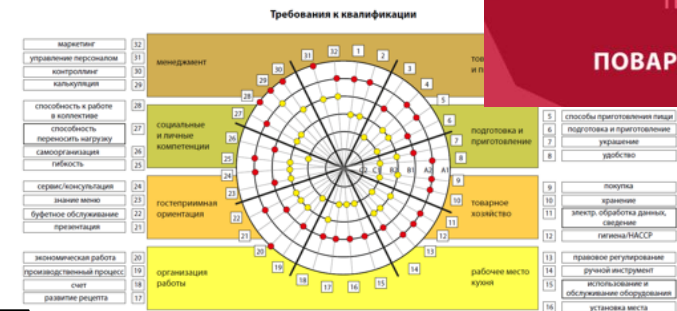 Требования к квалификации
ПОВАР
маркетинг 32
управление персоналом 31
контроллинг 30
калькуляция 29
способность к работе
в коллективе 28
способность
переносить нагрузку 27
самоорганизация 26
гибкость 25
сервис/консультация 24
знание меню 23
буфетное обслуживание 22
презентация 21
экономическая работа 20
производственный процесс 19
счет 18
развитие рецепта 17
менеджмент
социальные
и личные
компетенции
гостеприимная
ориентация
организация
работы
32 1 2 3 4 5 6 7 8 9 10 11 12 13 14 15 16 17 18 19 20 21 22 23 24 25 26 27 28 29 30 31
C2 C1 B2 B1 A2 A1
подготовка и
приготовление
товарное
хозяйство
рабочее место
кухня
5 способы приготовления пищи
6 подготовка и приготовление
7 украшение
8 удобство
9 покупка
10 хранение
11 электр. обработка данных,
сведение
12 гигиена/HACCP
13 правовое регулирование
14 ручной инструмент
15 использование и
обслуживание оборудования
16 установка места